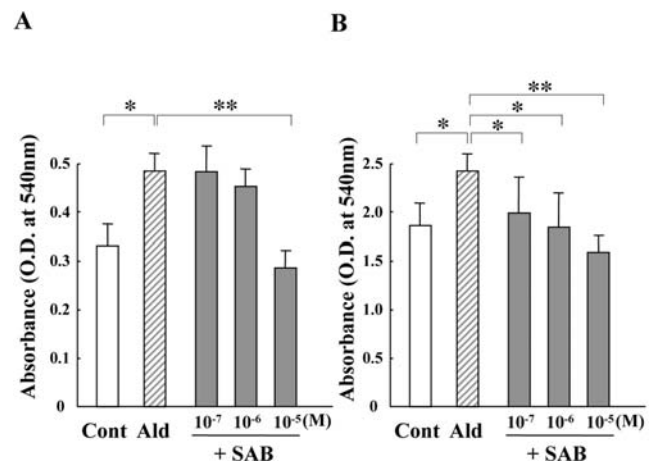 A
B
* **
** * * *
Absorbance (O.D. at 540nm)
0.5
0.4
0.3
0.2
0.1
0
Cont Ald 10⁻⁷ 10⁻⁶ 10⁻⁵(M)
+ SAB
Absorbance (O.D. at 540nm)
2.5
2.0
1.5
1.0
0.5
0
Cont Ald 10⁻⁷ 10⁻⁶ 10⁻⁵(M)
+ SAB